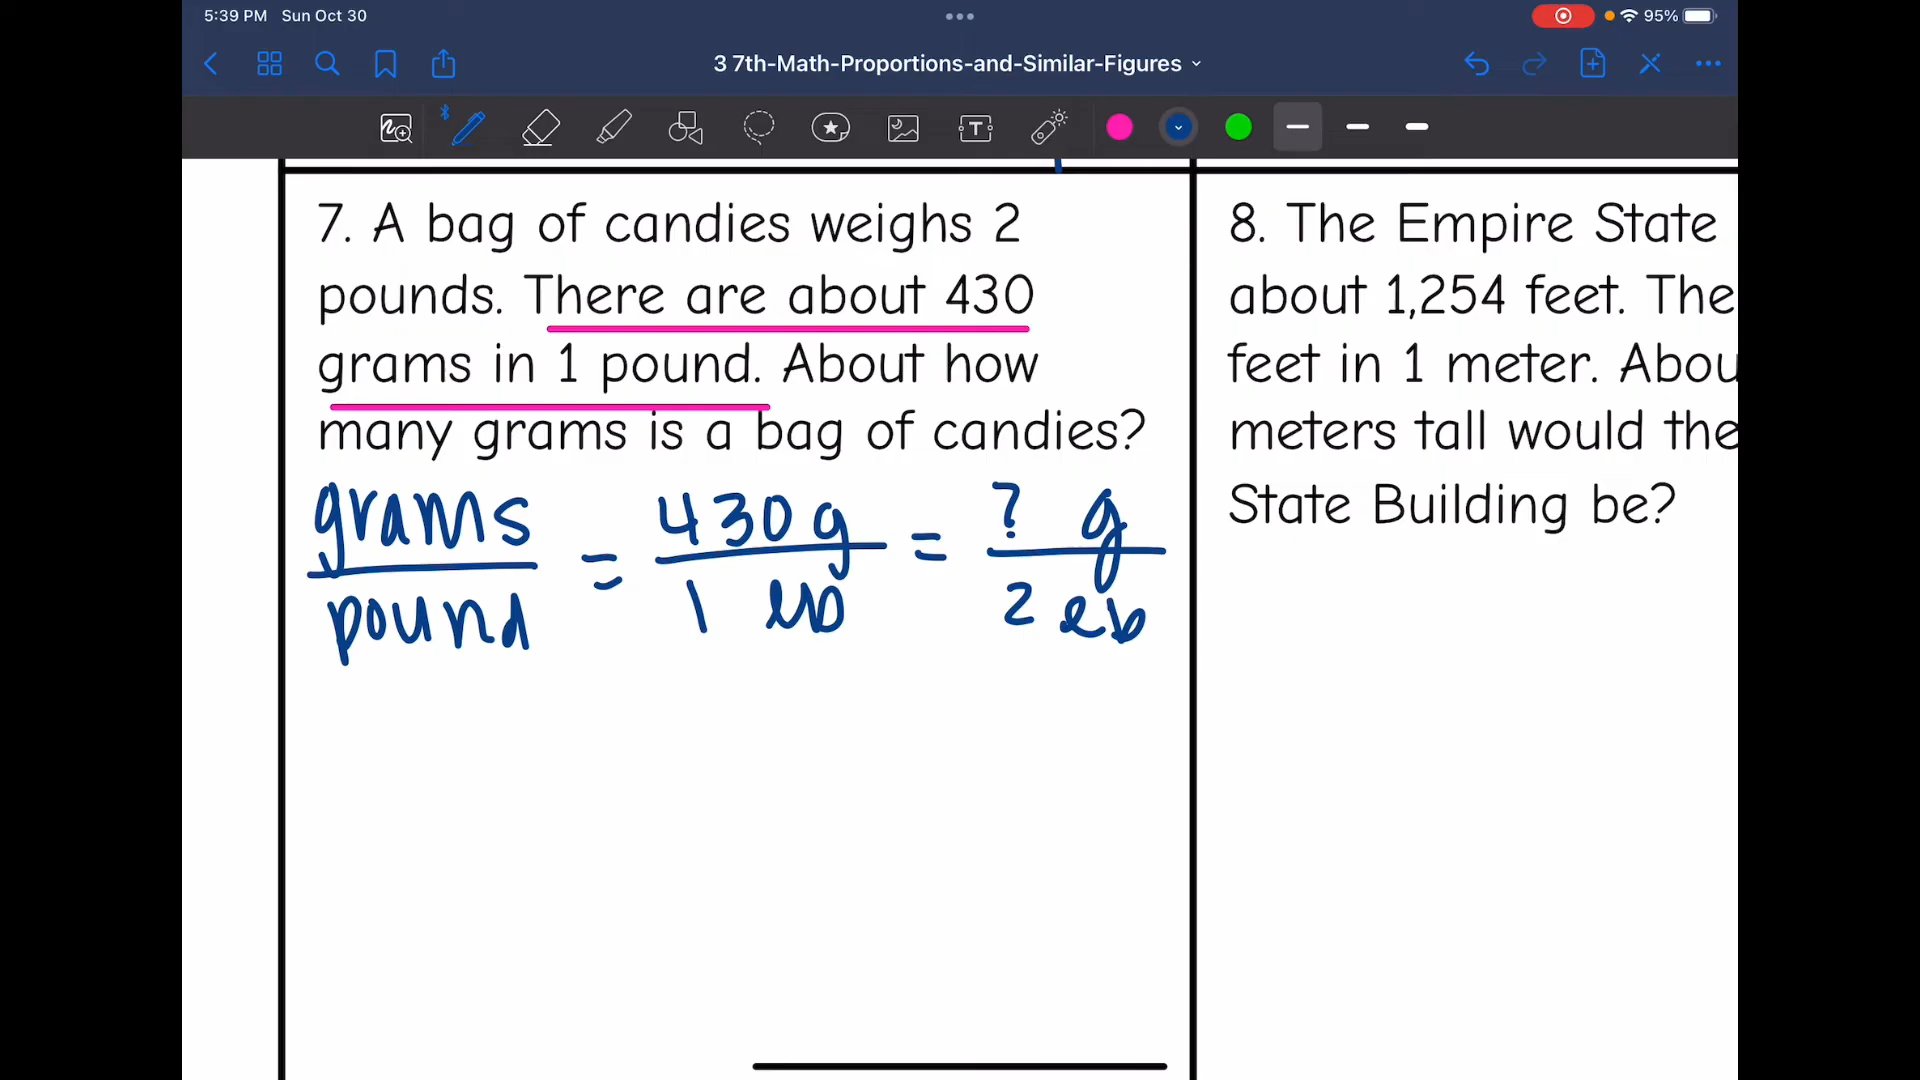 5:39 PM Sun Oct 30
95%
3 7th-Math-Proportions-and-Similar-Figures
T
7. A bag of candies weighs 2
pounds. There are about 430
grams in 1 pound. About how
many grams is a bag of candies?
grams / pound = 430 g / 1 lb = ? g / 2 lb
8. The Empire State
about 1,254 feet. The
feet in 1 meter. Abou
meters tall would the
State Building be?